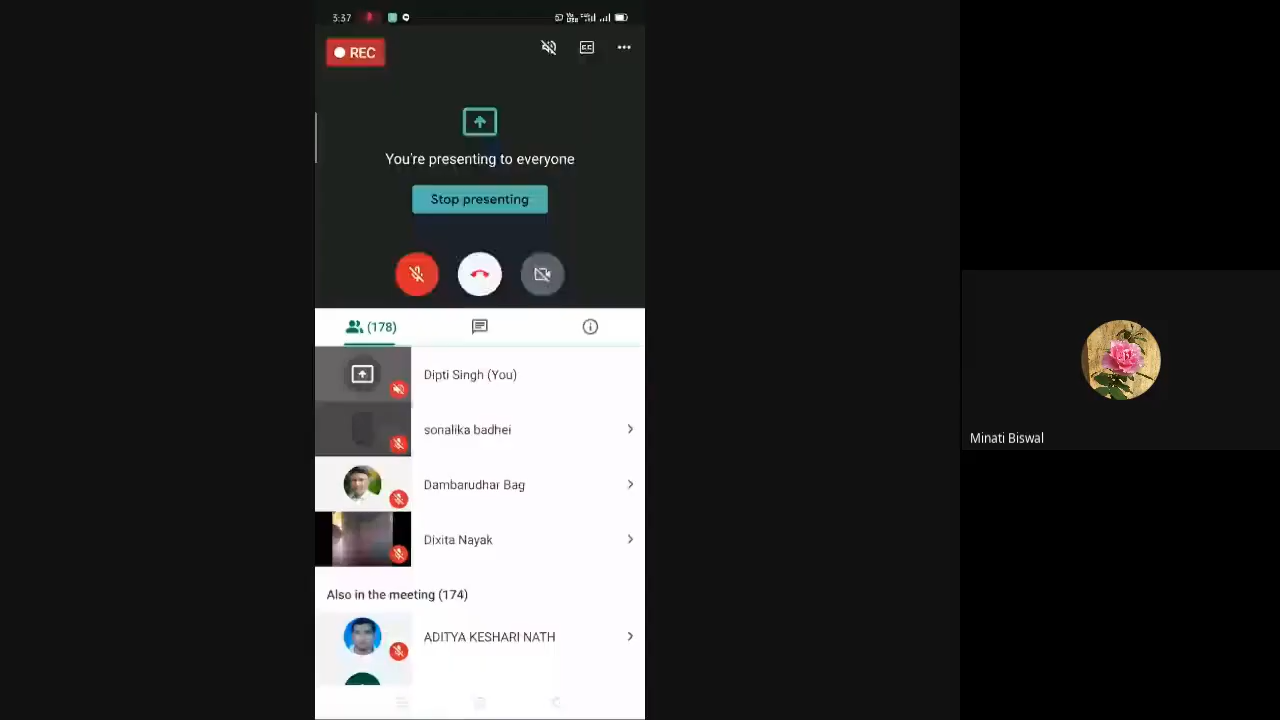 3:37
REC
You're presenting to everyone
Stop presenting
(178)
Dipti Singh (You)
sonalika badhei
Dambarudhar Bag
Dixita Nayak
Also in the meeting (174)
ADITYA KESHARI NATH
Minati Biswal